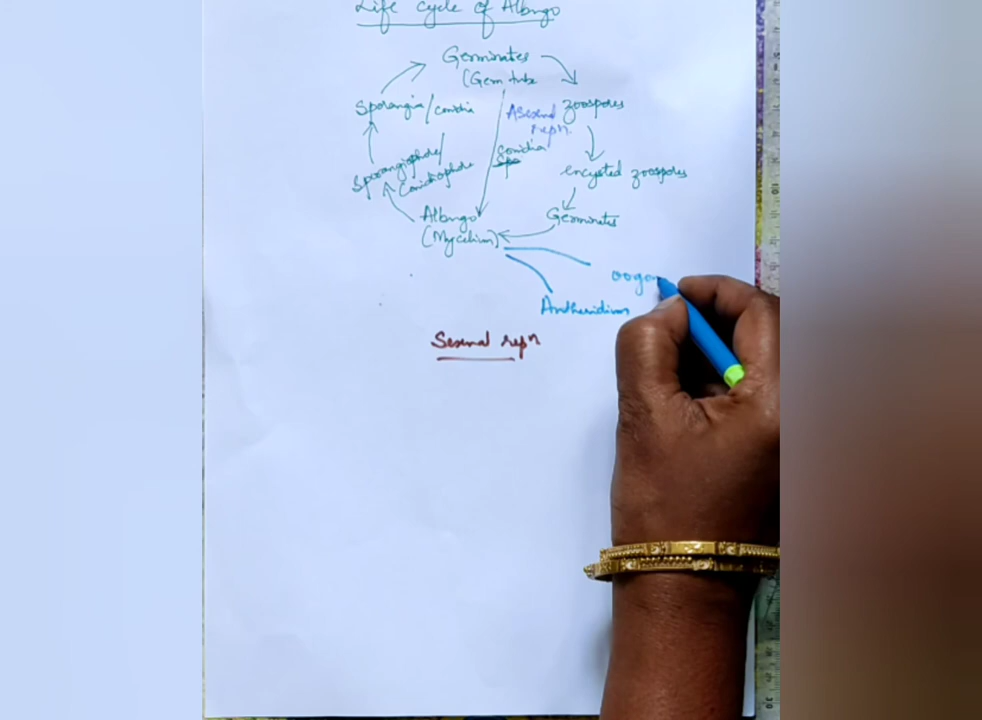 Life cycle of Albugo
Germinates
(Germ tube
Sporangia/conidia
zoospores
Asexual
repn.
Sporangiophore/
Conidiophore
conidia
encysted zoospores
Albugo
(Mycelium)
Germinates
oogon
Antheridium
Sexual repn